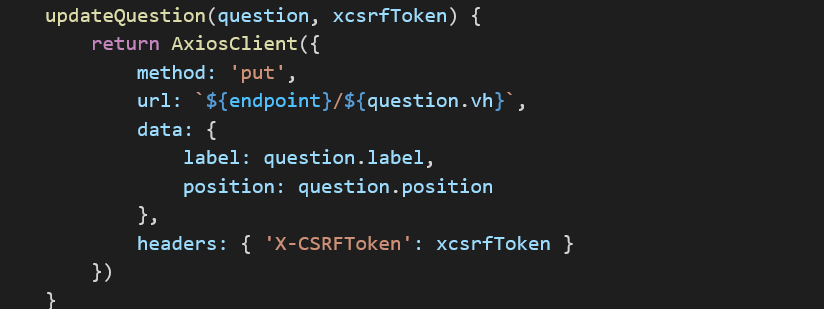 updateQuestion(question, xcsrfToken) {
    return AxiosClient({
        method: 'put',
        url: `${endpoint}/${question.vh}`,
        data: {
            label: question.label,
            position: question.position
        },
        headers: { 'X-CSRFToken': xcsrfToken }
    })
}